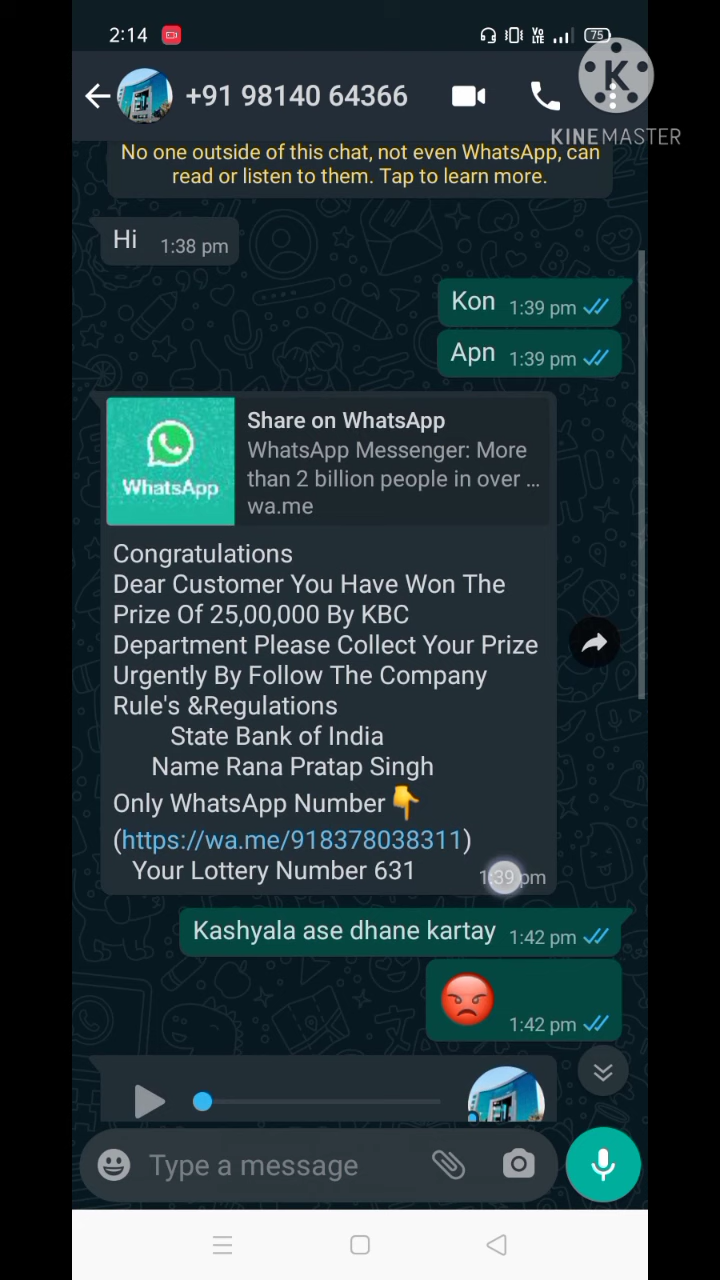 2:14
Vo LTE
75
+91 98140 64366
K
KINEMASTER
No one outside of this chat, not even WhatsApp, can
read or listen to them. Tap to learn more.
Hi 1:38 pm
Kon 1:39 pm
Apn 1:39 pm
WhatsApp
Share on WhatsApp
WhatsApp Messenger: More
than 2 billion people in over ...
wa.me
Congratulations
Dear Customer You Have Won The
Prize Of 25,00,000 By KBC
Department Please Collect Your Prize
Urgently By Follow The Company
Rule's &Regulations
State Bank of India
Name Rana Pratap Singh
Only WhatsApp Number👇
(https://wa.me/918378038311)
Your Lottery Number 631
1:39 pm
Kashyala ase dhane kartay 1:42 pm
😡 1:42 pm
Type a message